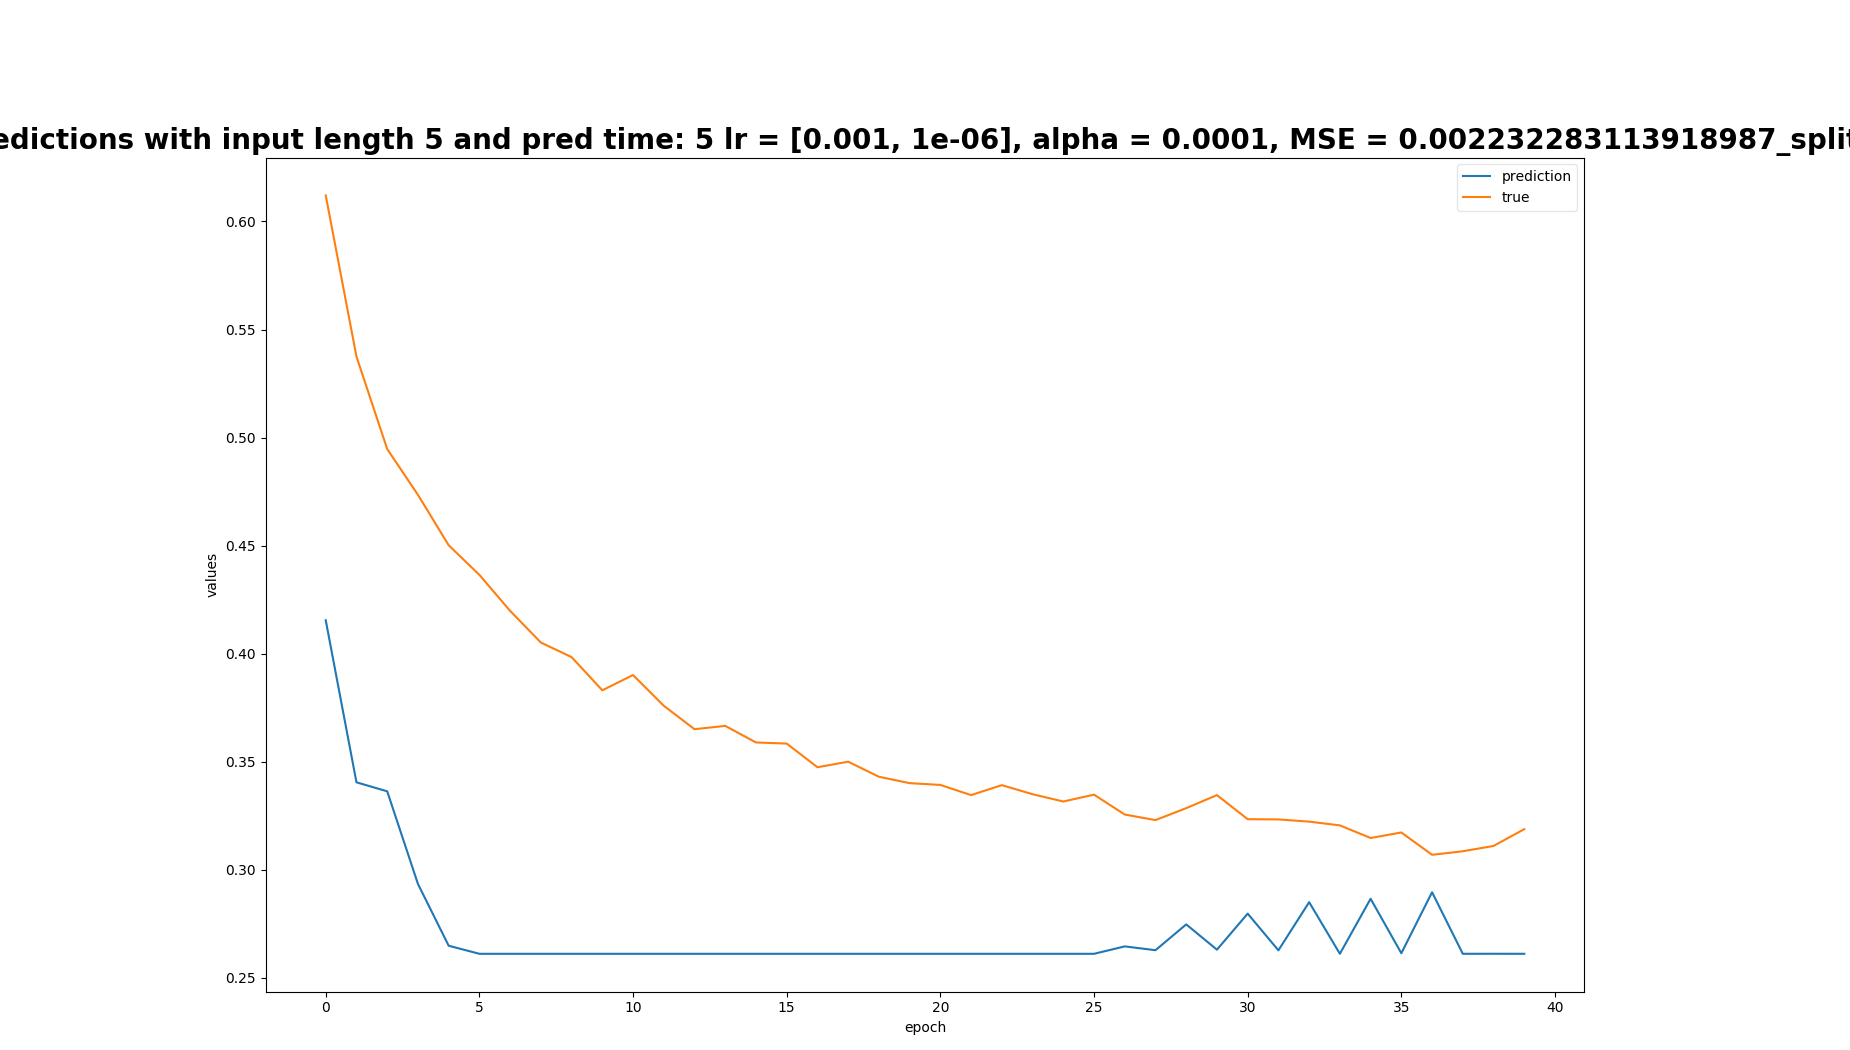 edictions with input length 5 and pred time: 5 lr = [0.001, 1e-06], alpha = 0.0001, MSE = 0.002232283113918987_split
prediction
true
0.60
0.55
0.50
0.45
0.40
0.35
0.30
0.25
values
0 5 10 15 20 25 30 35 40
epoch